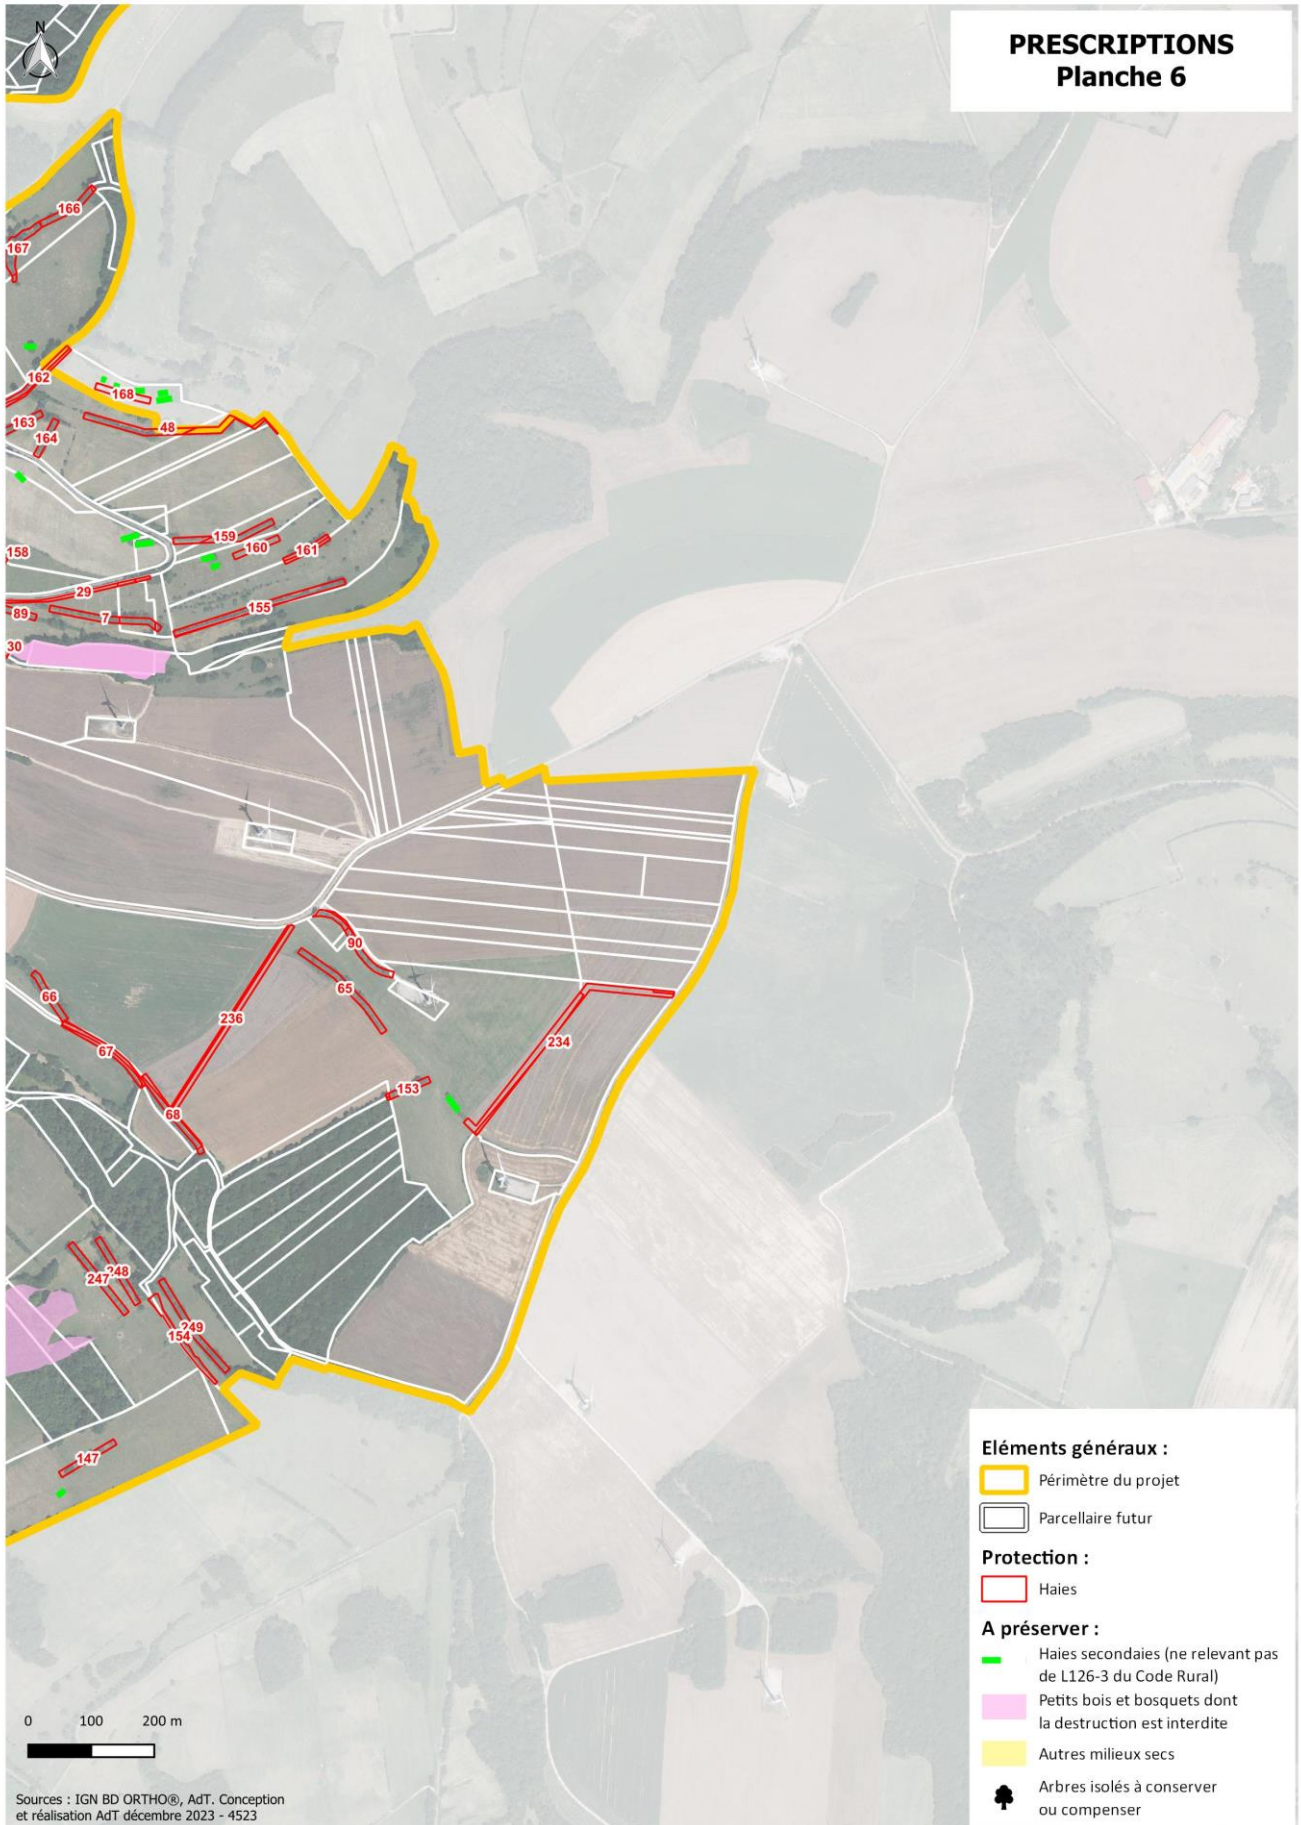 N
PRESCRIPTIONS
Planche 6
166
167
162
168
163
48
164
159
160
161
158
29
155
89
7
30
90
65
66
236
67
234
153
68
248
247
249
154
147
Eléments généraux :
Périmètre du projet
Parcellaire futur
Protection :
Haies
A préserver :
Haies secondaies (ne relevant pas
de L126-3 du Code Rural)
Petits bois et bosquets dont
la destruction est interdite
Autres milieux secs
Arbres isolés à conserver
ou compenser
0 100 200 m
Sources : IGN BD ORTHO®, AdT. Conception
et réalisation AdT décembre 2023 - 4523